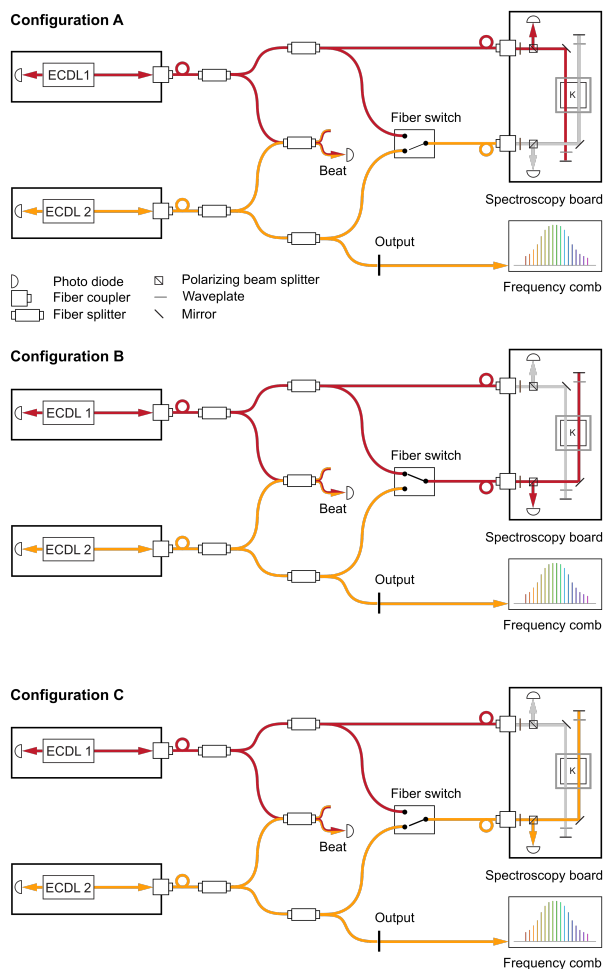 Configuration A
ECDL1
K
Fiber switch
Beat
ECDL 2
Spectroscopy board
Output
Frequency comb
Photo diode
Polarizing beam splitter
Fiber coupler
Waveplate
Fiber splitter
Mirror
Configuration B
ECDL 1
K
Fiber switch
Beat
ECDL 2
Spectroscopy board
Output
Frequency comb
Configuration C
ECDL 1
K
Fiber switch
Beat
ECDL 2
Spectroscopy board
Output
Frequency comb